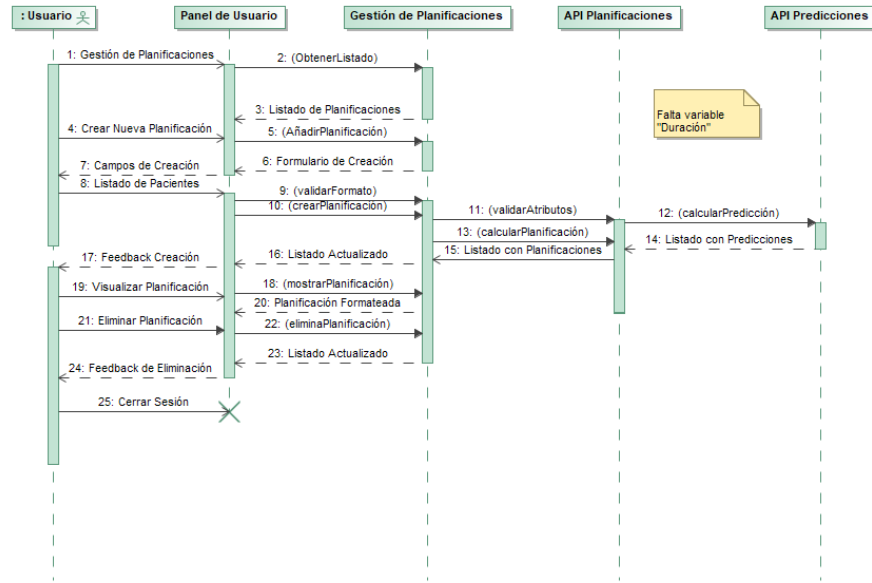 : Usuario
Panel de Usuario
Gestión de Planificaciones
API Planificaciones
API Predicciones
1: Gestión de Planificaciones
2: (ObtenerListado)
3: Listado de Planificaciones
Falta variable
"Duración"
4: Crear Nueva Planificación
5: (AñadirPlanificación)
6: Formulario de Creación
7: Campos de Creación
8: Listado de Pacientes
9: (validarFormato)
10: (crearPlanificación)
11: (validarAtributos)
12: (calcularPredicción)
13: (calcularPlanificación)
14: Listado con Predicciones
15: Listado con Planificaciones
16: Listado Actualizado
17: Feedback Creación
18: (mostrarPlanificación)
19: Visualizar Planificación
20: Planificación Formateada
21: Eliminar Planificación
22: (eliminaPlanificación)
23: Listado Actualizado
24: Feedback de Eliminación
25: Cerrar Sesión